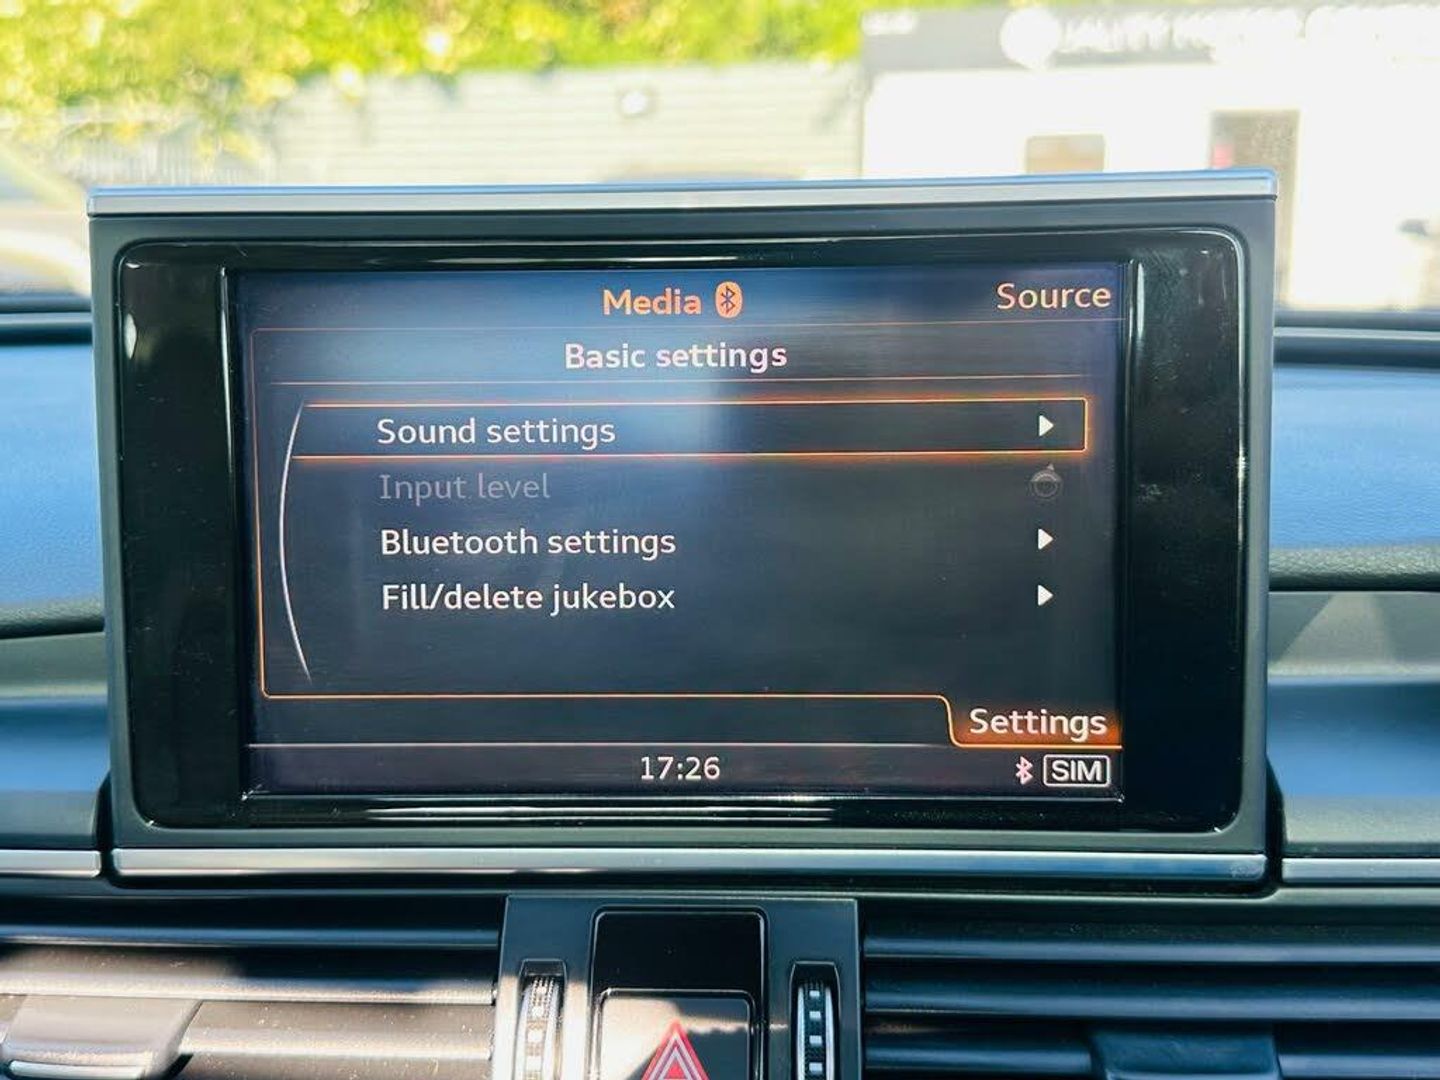 Media
Source
Basic settings
Sound settings
Input level
Bluetooth settings
Fill/delete jukebox
Settings
17:26
SIM